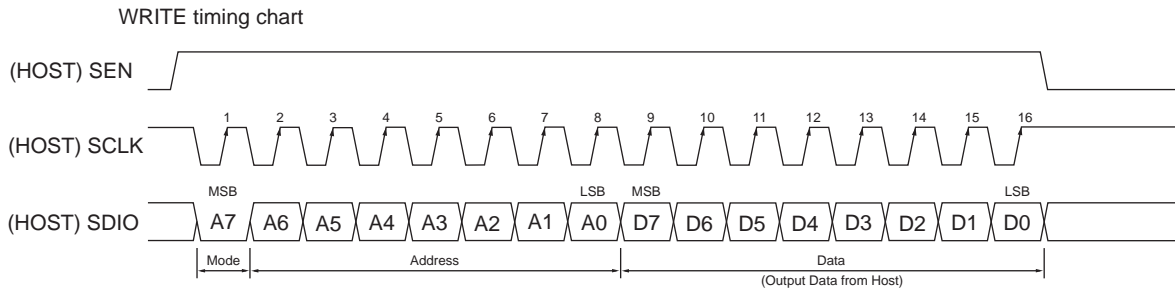 WRITE timing chart
(HOST) SEN
1 2 3 4 5 6 7 8 9 10 11 12 13 14 15 16
(HOST) SCLK
MSB LSB MSB LSB
(HOST) SDIO A7 A6 A5 A4 A3 A2 A1 A0 D7 D6 D5 D4 D3 D2 D1 D0
Mode Address Data
(Output Data from Host)